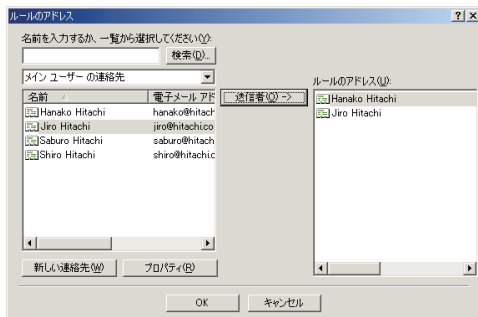 ルールのアドレス
名前を入力するか、一覧から選択してください(Y):
検索(D)...
メイン ユーザー の連絡先
ルールのアドレス(U):
名前
電子メール アド
送信者(O) ->
Hanako Hitachi
hanako@hitach
Jiro Hitachi
jiro@hitachi.co
Saburo Hitachi
saburo@hitach
Shiro Hitachi
shiro@hitachi.c
Hanako Hitachi
Jiro Hitachi
新しい連絡先(W)
プロパティ(R)
OK
キャンセル